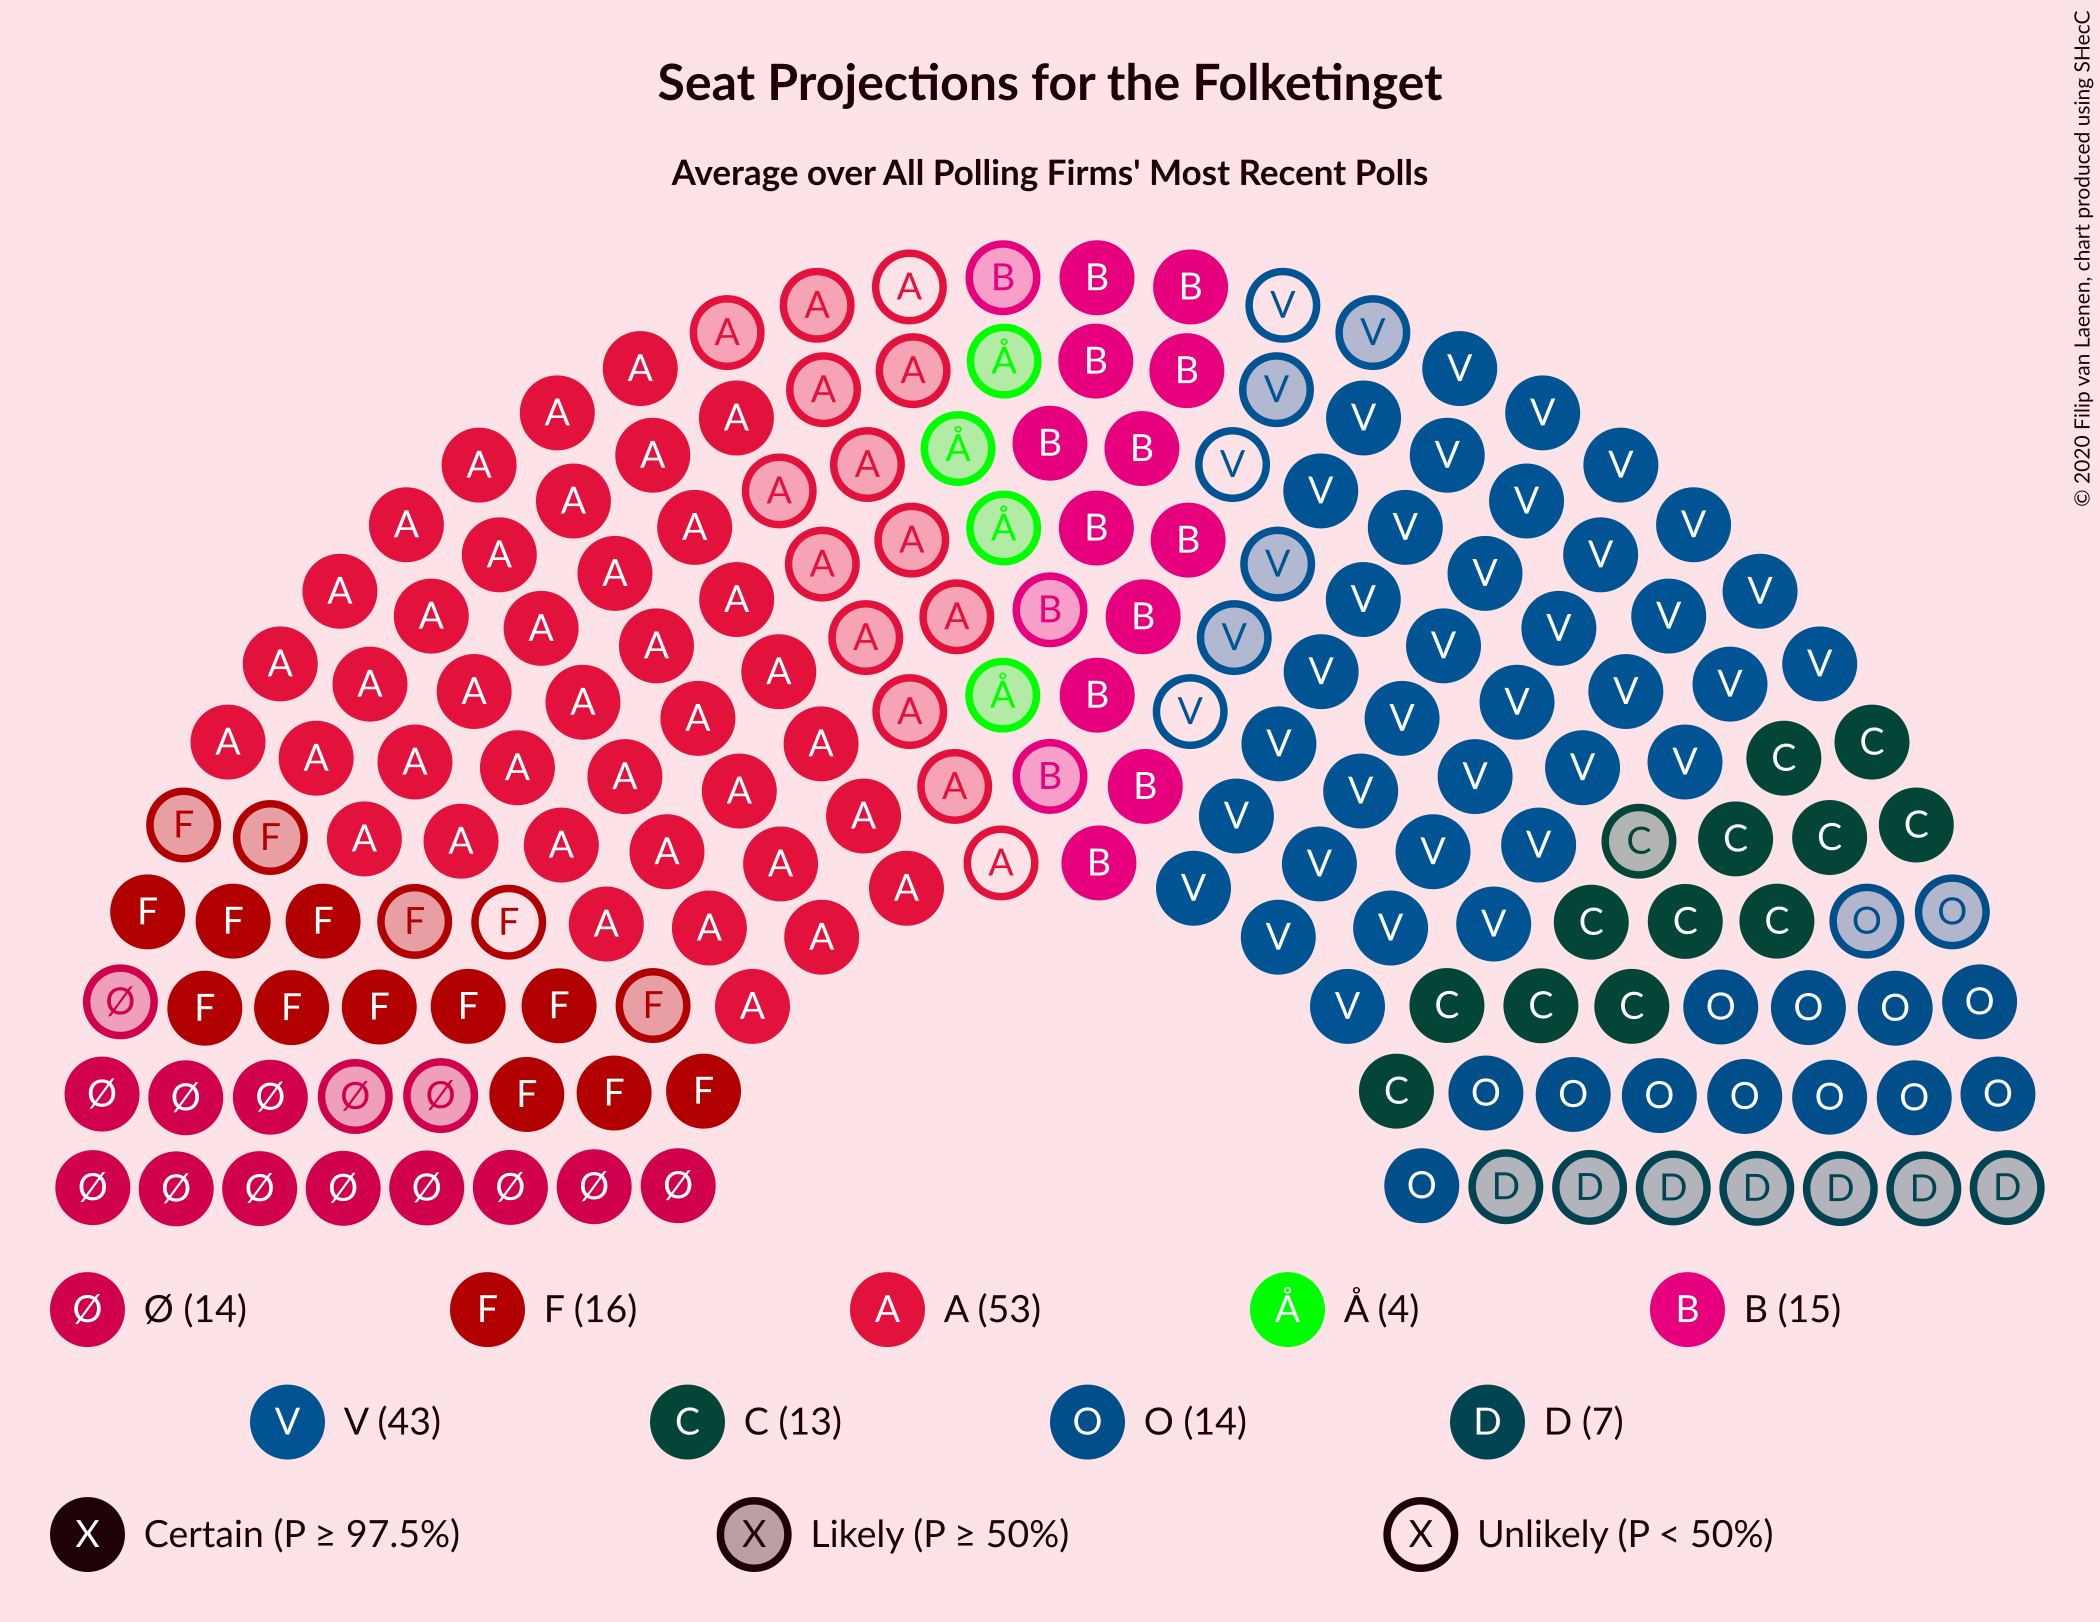 Seat Projections for the Folketinget
Average over All Polling Firms' Most Recent Polls
© 2020 Filip van Laenen, chart produced using SHecC
B B B
A A V V
A A V
A Å B B V
A A V V
A A V V
A Å B B V
A A A A V V V V
A Å B B V
A A A V V V
A A V V
A A A B B V V V
A A A A V V V V
A A A Å B V V V V
A A A A V V V V
A A A A A V V V V C C
A A A B B V V V
F F A A A A A V V V C C C C
A A A B V V
A V
F F F F F A A A V V V C C C O O
Ø F F F F F F A V C C C O O O O
Ø Ø Ø Ø Ø F F F C O O O O O O O
Ø Ø Ø Ø Ø Ø Ø Ø O D D D D D D D
Ø Ø (14) F F (16) A A (53) Å Å (4) B B (15)
V V (43) C C (13) O O (14) D D (7)
X Certain (P ≥ 97.5%) X Likely (P ≥ 50%) X Unlikely (P < 50%)